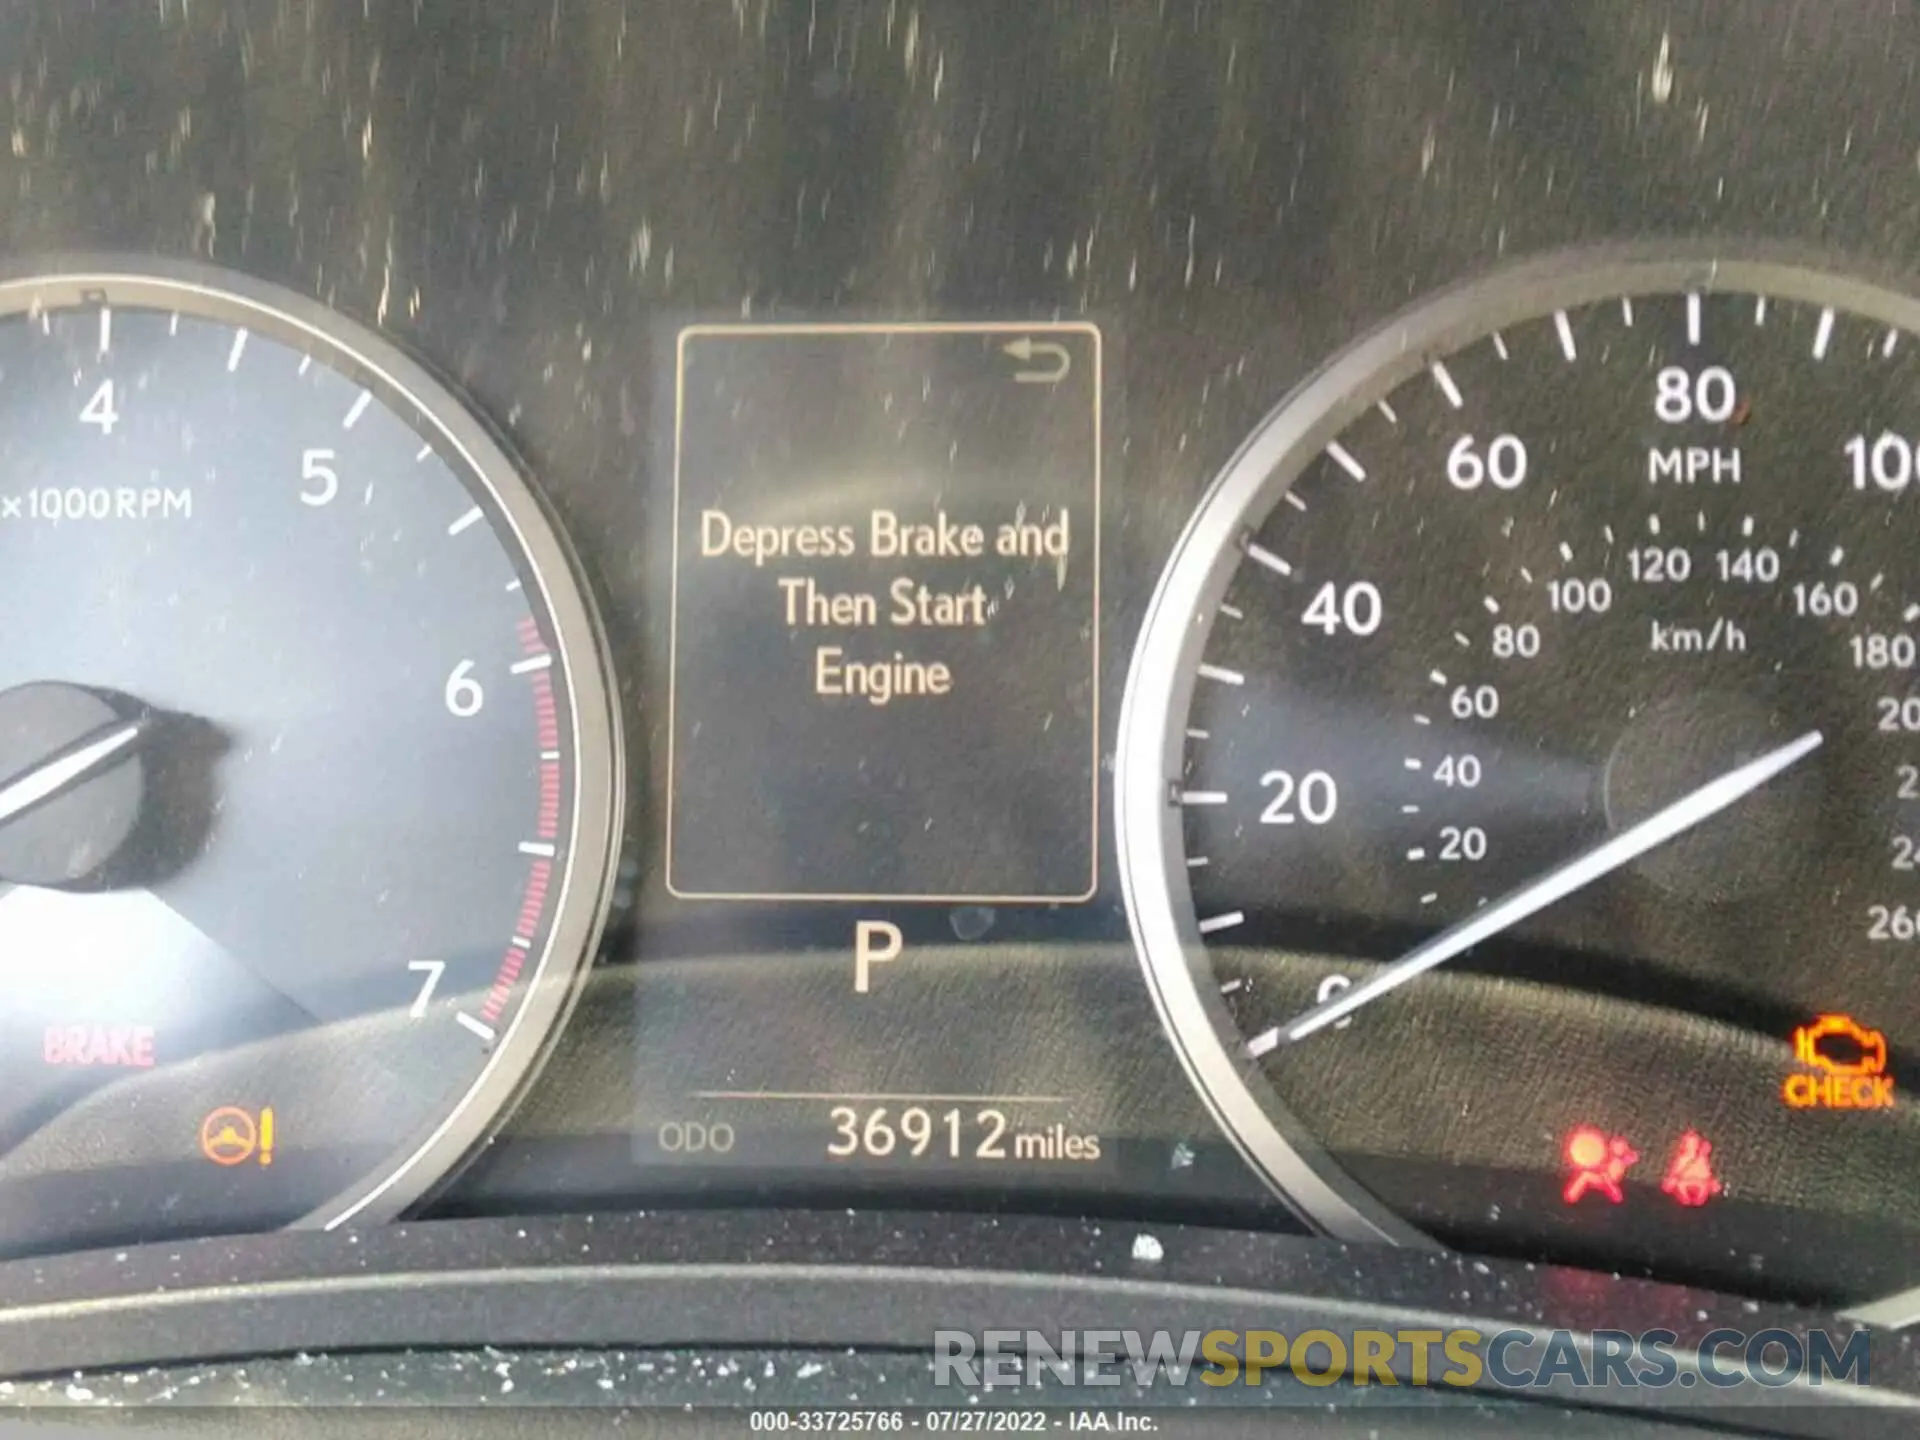 4
5
x1000RPM
6
7
BRAKE
Depress Brake and
Then Start
Engine
P
ODO 36912 miles
80
60 MPH
120 140
100 160
40 km/h
80 180
60
20 40
20
CHECK
RENEWSPORTSCARS.COM
000-33725766 - 07/27/2022 - IAA Inc.